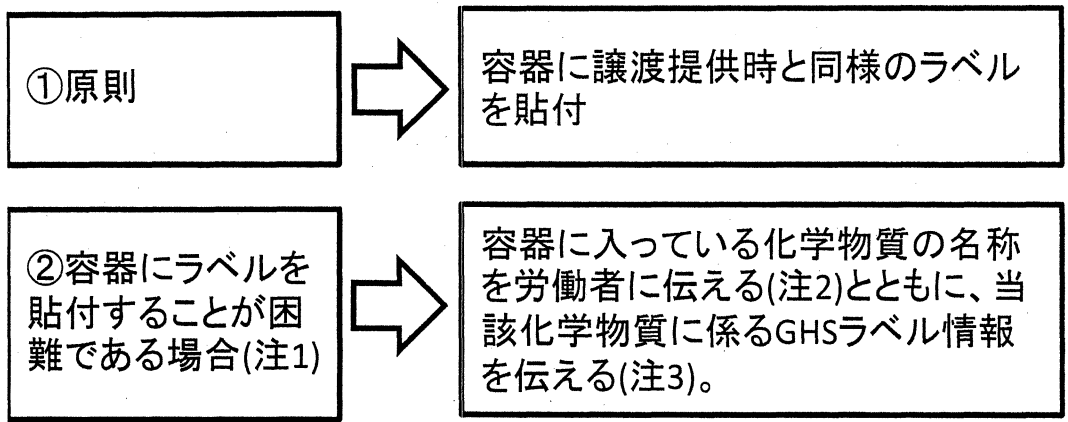 ①原則
容器に譲渡提供時と同様のラベル
を貼付
②容器にラベルを
貼付することが困
難である場合(注1)
容器に入っている化学物質の名称
を労働者に伝える(注2)とともに、当
該化学物質に係るGHSラベル情報
を伝える(注3)。